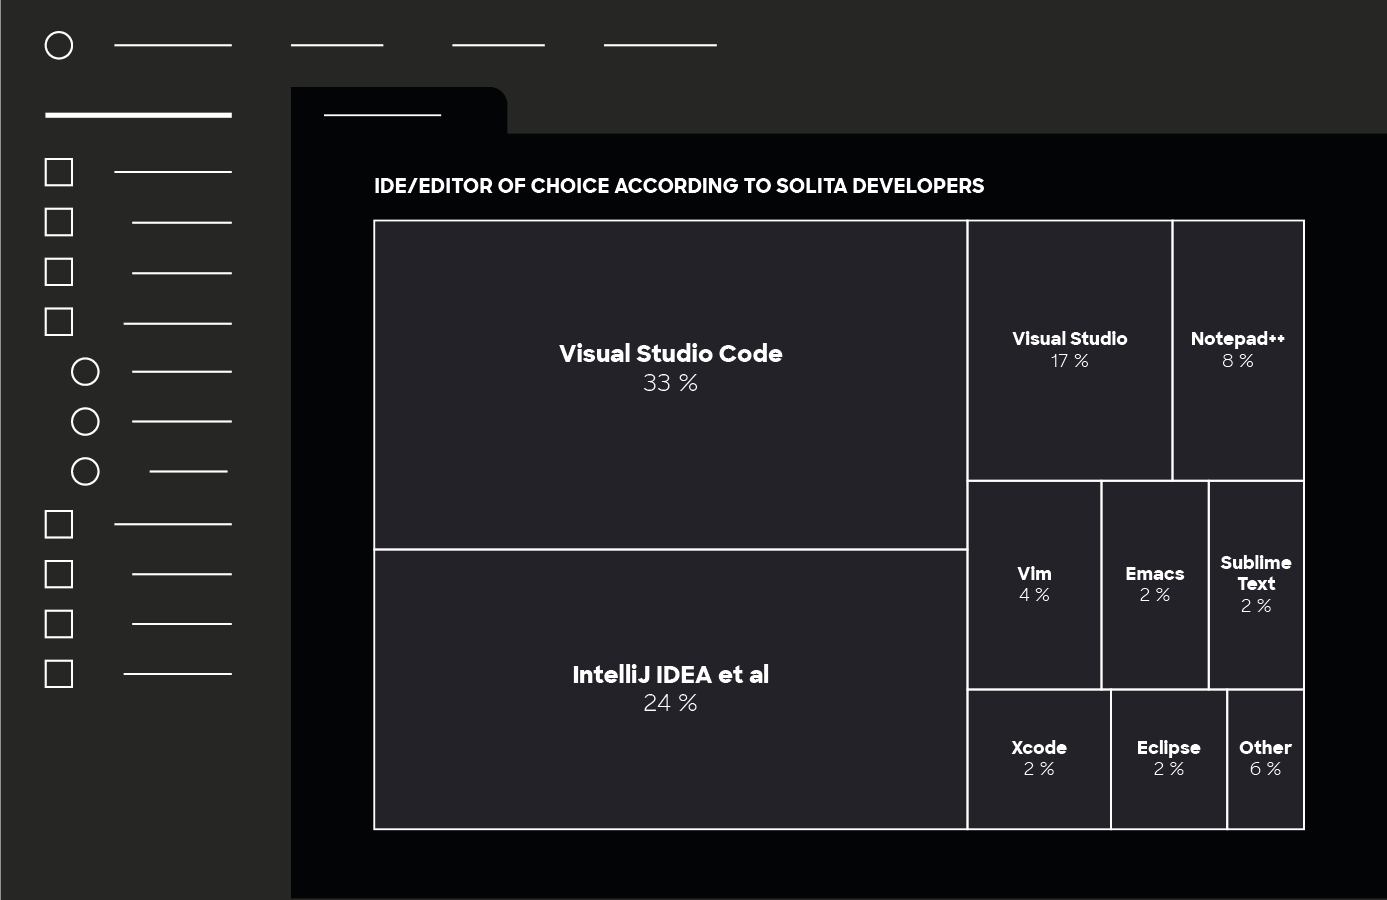 IDE/EDITOR OF CHOICE ACCORDING TO SOLITA DEVELOPERS
Visual Studio Code
33 %
Visual Studio
17 %
Notepad++
8 %
Vim
4 %
Emacs
2 %
Sublime
Text
2 %
IntelliJ IDEA et al
24 %
Xcode
2 %
Eclipse
2 %
Other
6 %